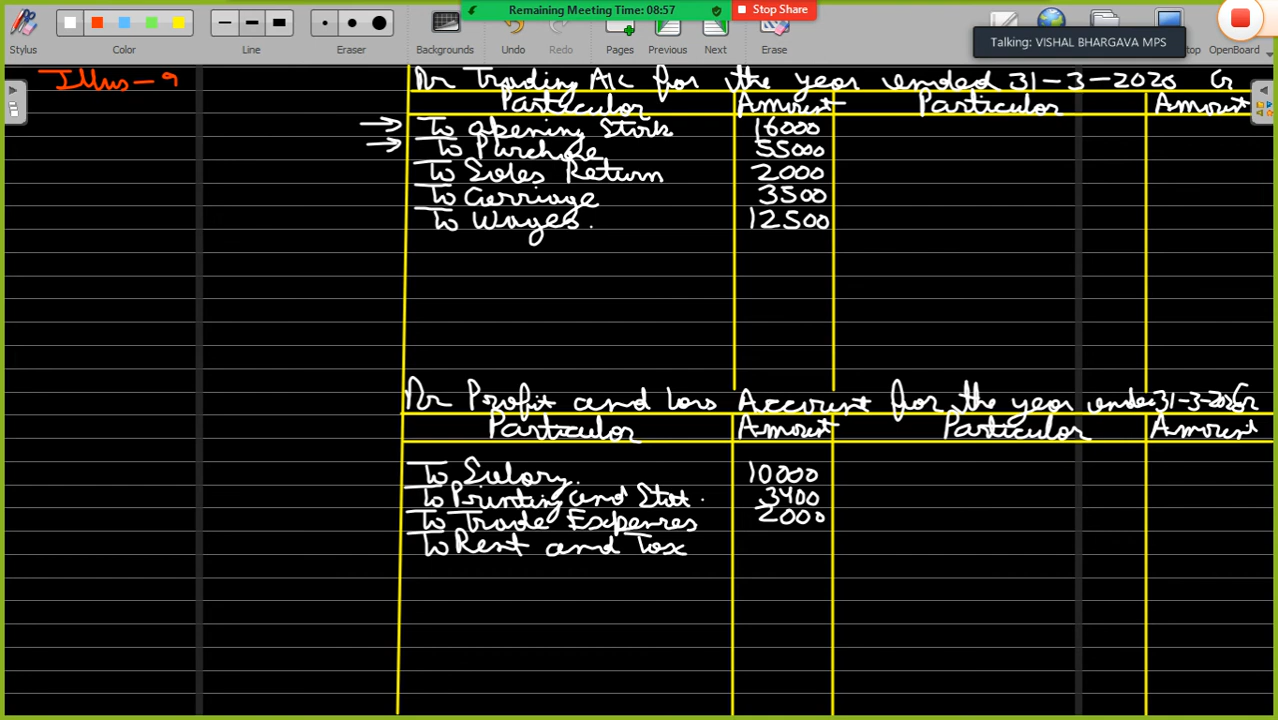 Remaining Meeting Time: 08:57
Stop Share
Stylus Color Line Eraser Backgrounds Undo Redo Pages Previous Next Erase OpenBoard
Talking: VISHAL BHARGAVA MPS
Illus-9
Dr Trading A/C for the year ended 31-3-2020 Cr
Particular Amount Particular Amount
To opening Stock 16000
To Purchase 55000
To Sales Return 2000
To Carriage 3500
To Wages. 12500
Dr Profit and Loss Account for the year ended 31-3-2020 Cr
Particular Amount Particular Amount
To Salary. 10000
To Printing and Stat. 3400
To Trade Expenses 2000
To Rent and Tax